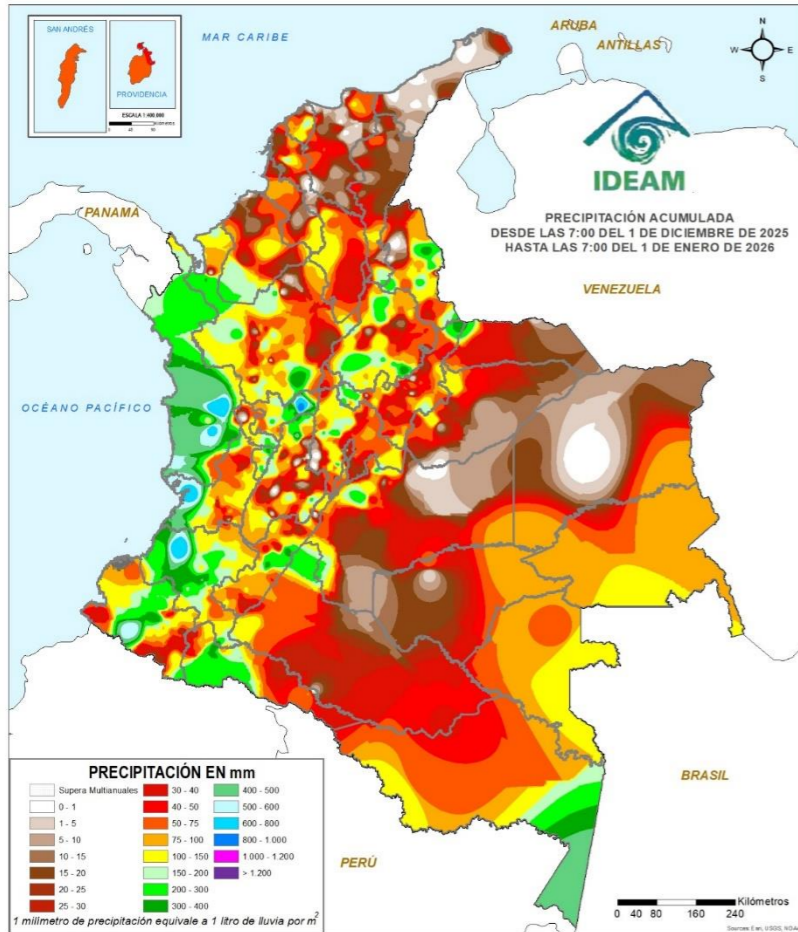 SAN ANDRÉS
PROVIDENCIA
ESCALA 1:400.000
Kilómetros
MAR CARIBE
ARUBA
ANTILLAS
N
W E
S
IDEAM
PRECIPITACIÓN ACUMULADA
DESDE LAS 7:00 DEL 1 DE DICIEMBRE DE 2025
HASTA LAS 7:00 DEL 1 DE ENERO DE 2026
PANAMÁ
VENEZUELA
OCÉANO PACÍFICO
BRASIL
PERÚ
PRECIPITACIÓN EN mm
Supera Multianuales
0 - 1
1 - 5
5 - 10
10 - 15
15 - 20
20 - 25
25 - 30
30 - 40
40 - 50
50 - 75
75 - 100
100 - 150
150 - 200
200 - 300
300 - 400
400 - 500
500 - 600
600 - 800
800 - 1.000
1.000 - 1.200
> 1.200
1 milímetro de precipitación equivale a 1 litro de lluvia por m²
Kilómetros
0 40 80 160 240